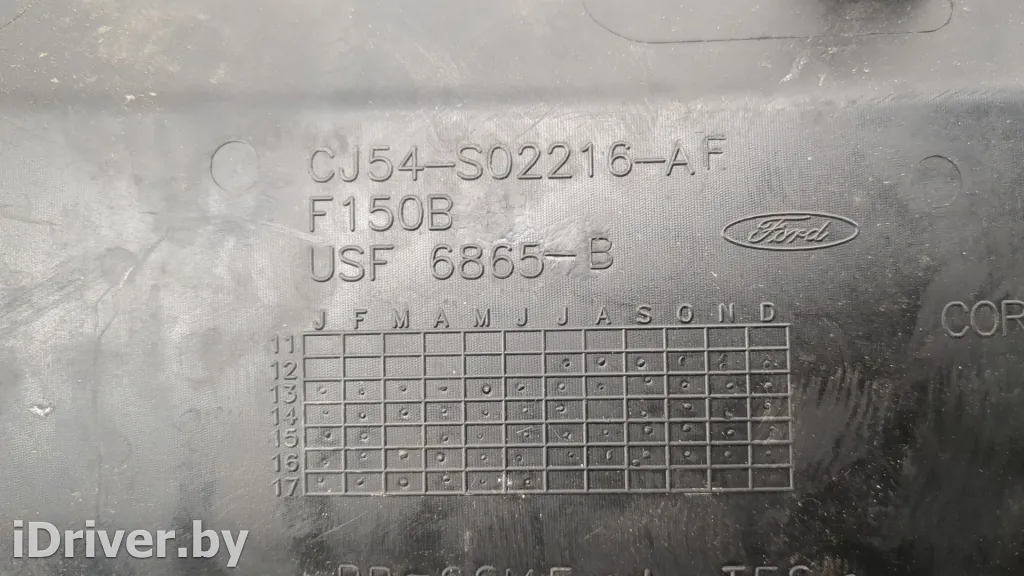 CJ54-S02216-AF
F150B
USF 6865-B
Ford
J F M A M J J A S O N D
COR
11
12
13
14
15
16
17
iDriver.by